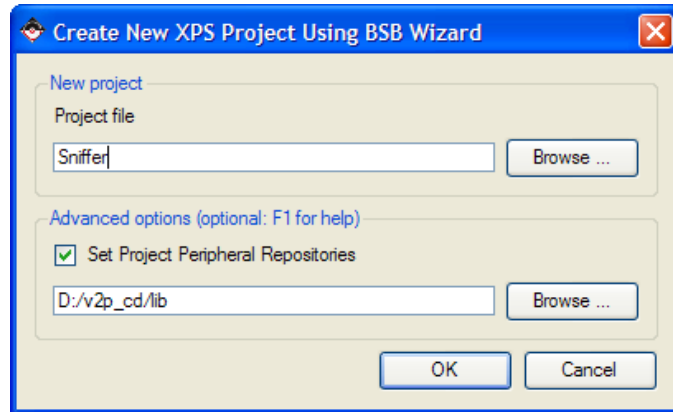 Create New XPS Project Using BSB Wizard
New project
Project file
Sniffer
Browse ...
Advanced options (optional: F1 for help)
Set Project Peripheral Repositories
D:/v2p_cd/lib
Browse ...
OK
Cancel